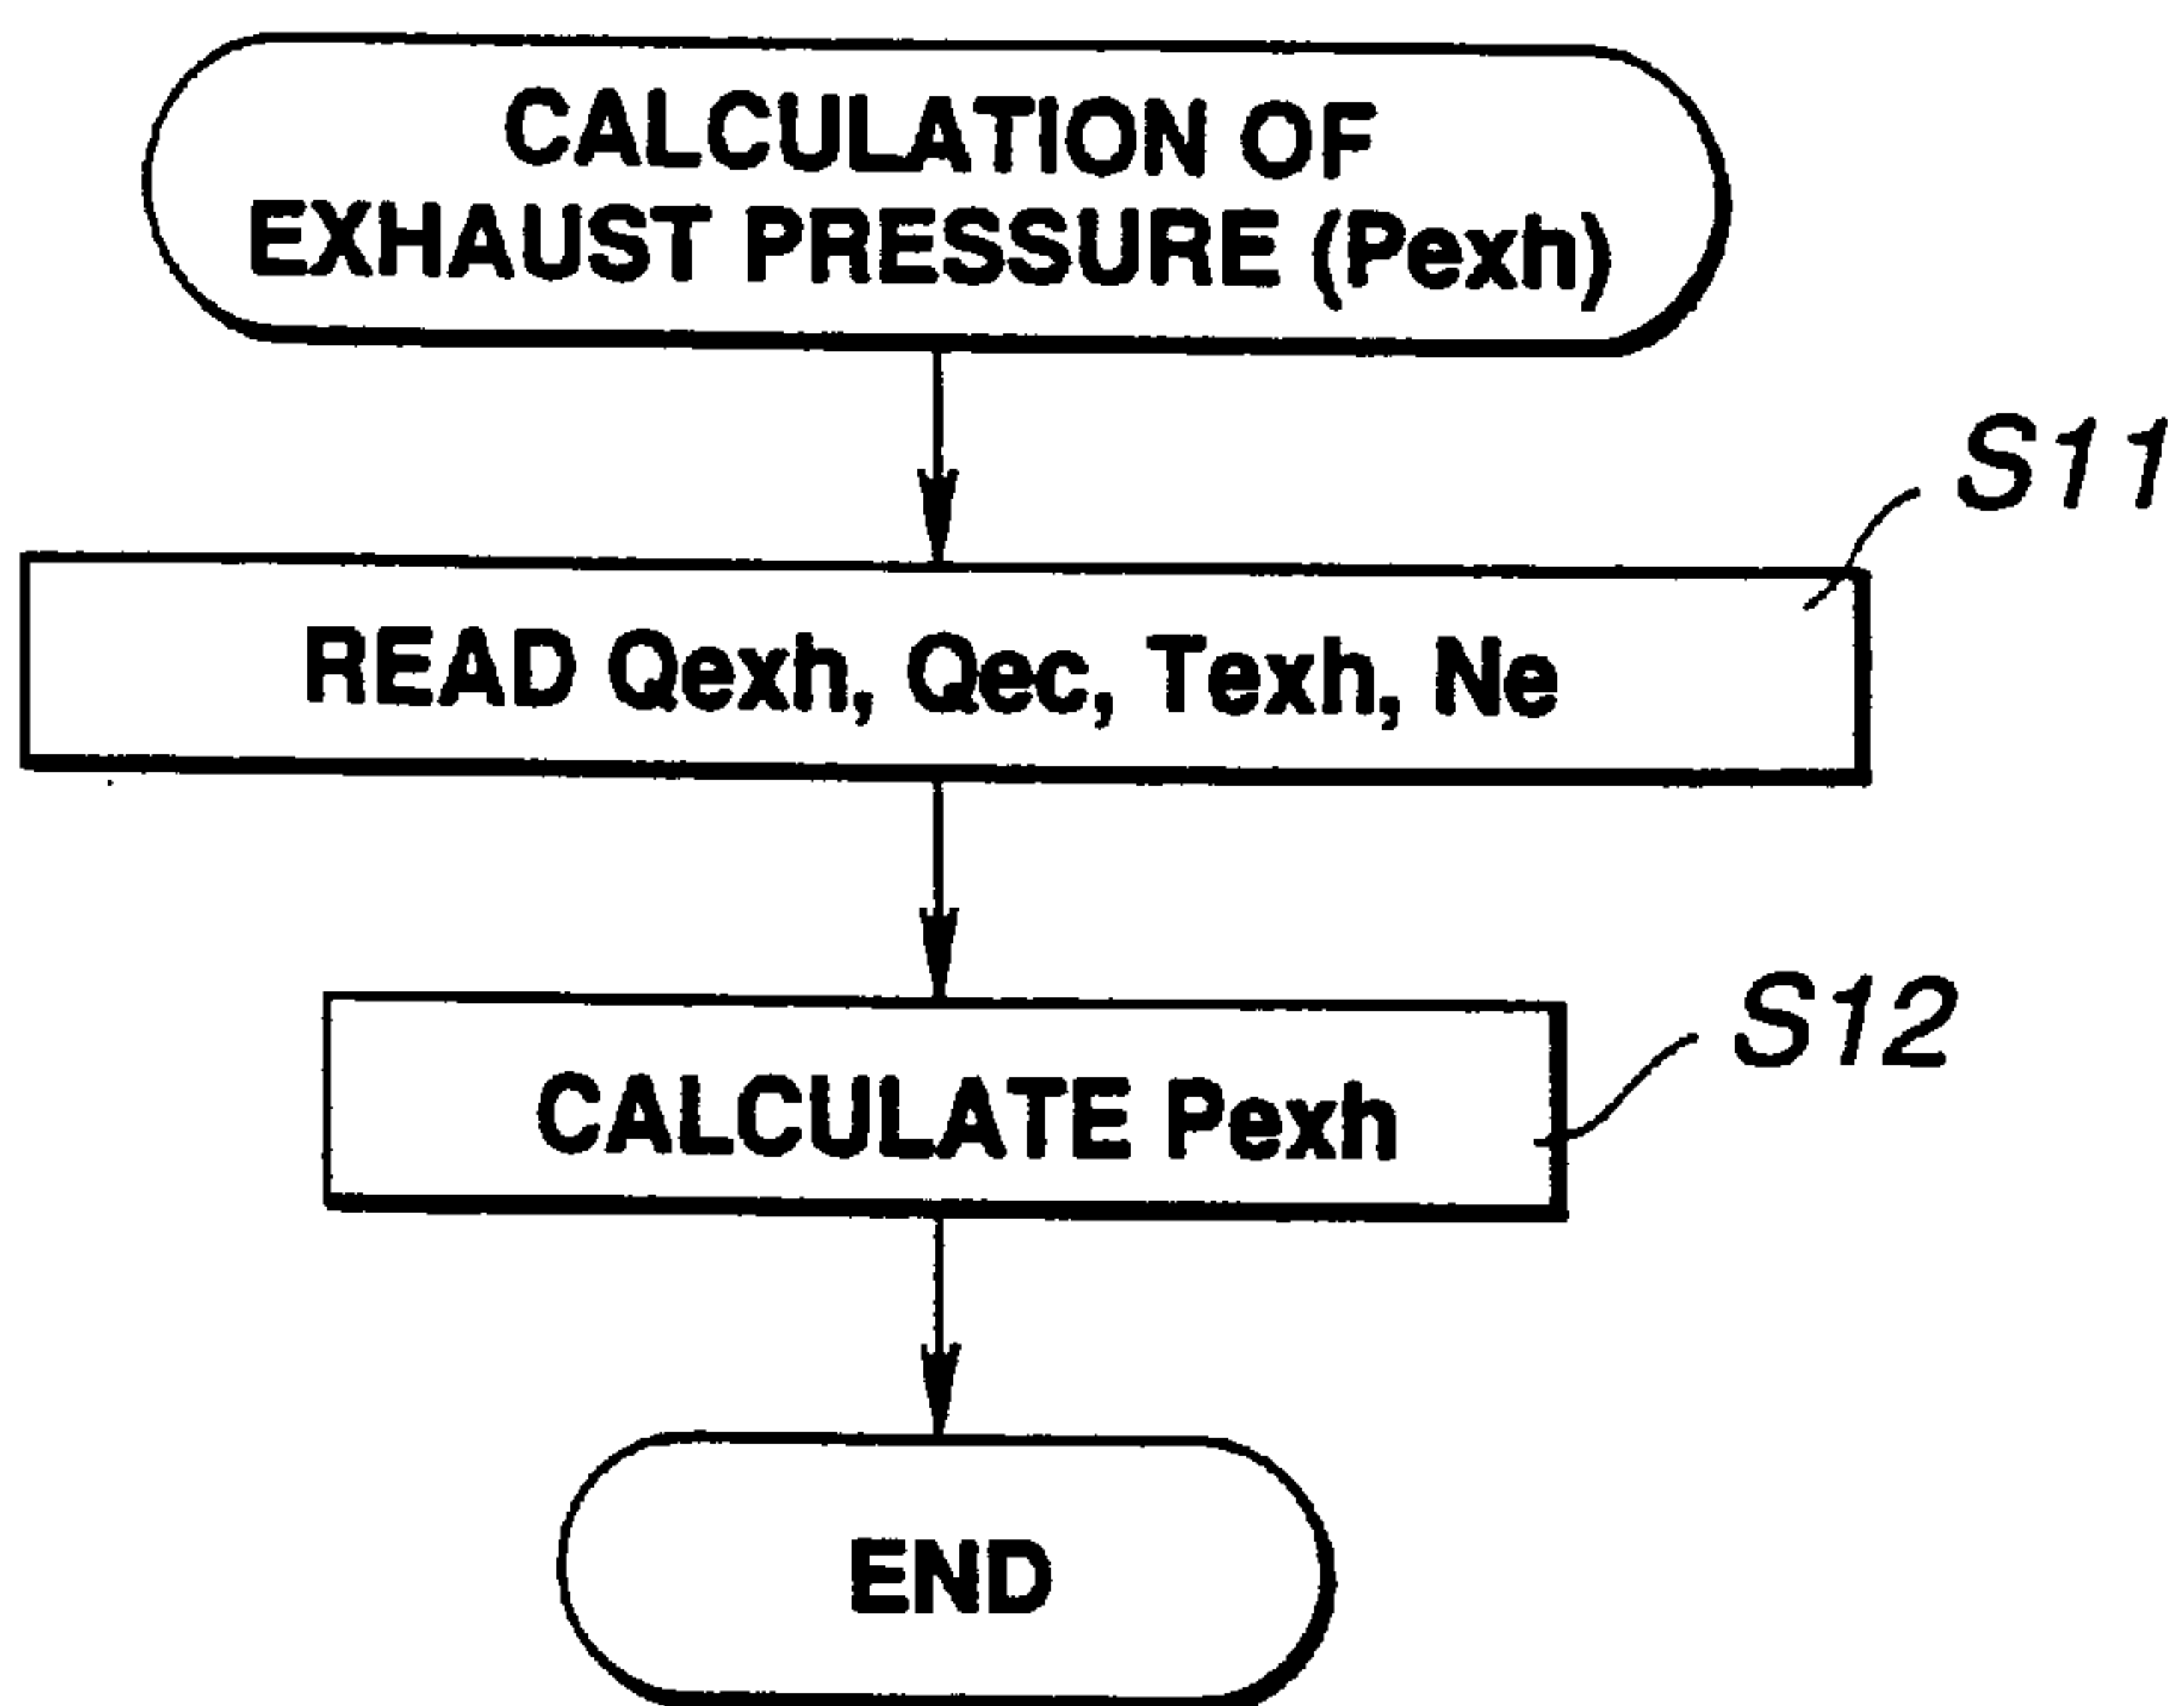 CALCULATION OF
EXHAUST PRESSURE (Pexh)
S11
READ Qexh, Qec, Texh, Ne
S12
CALCULATE Pexh
END